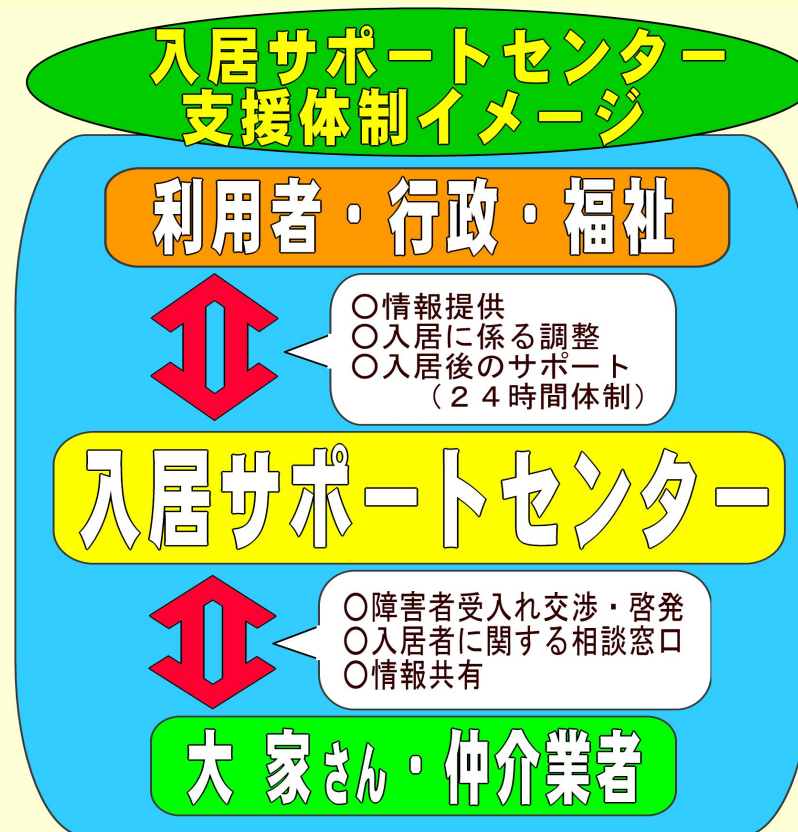 入居サポートセンター
支援体制イメージ
利用者・行政・福祉
○情報提供
○入居に係る調整
○入居後のサポート
（２４時間体制）
入居サポートセンター
○障害者受入れ交渉・啓発
○入居者に関する相談窓口
○情報共有
大 家さん・仲介業者